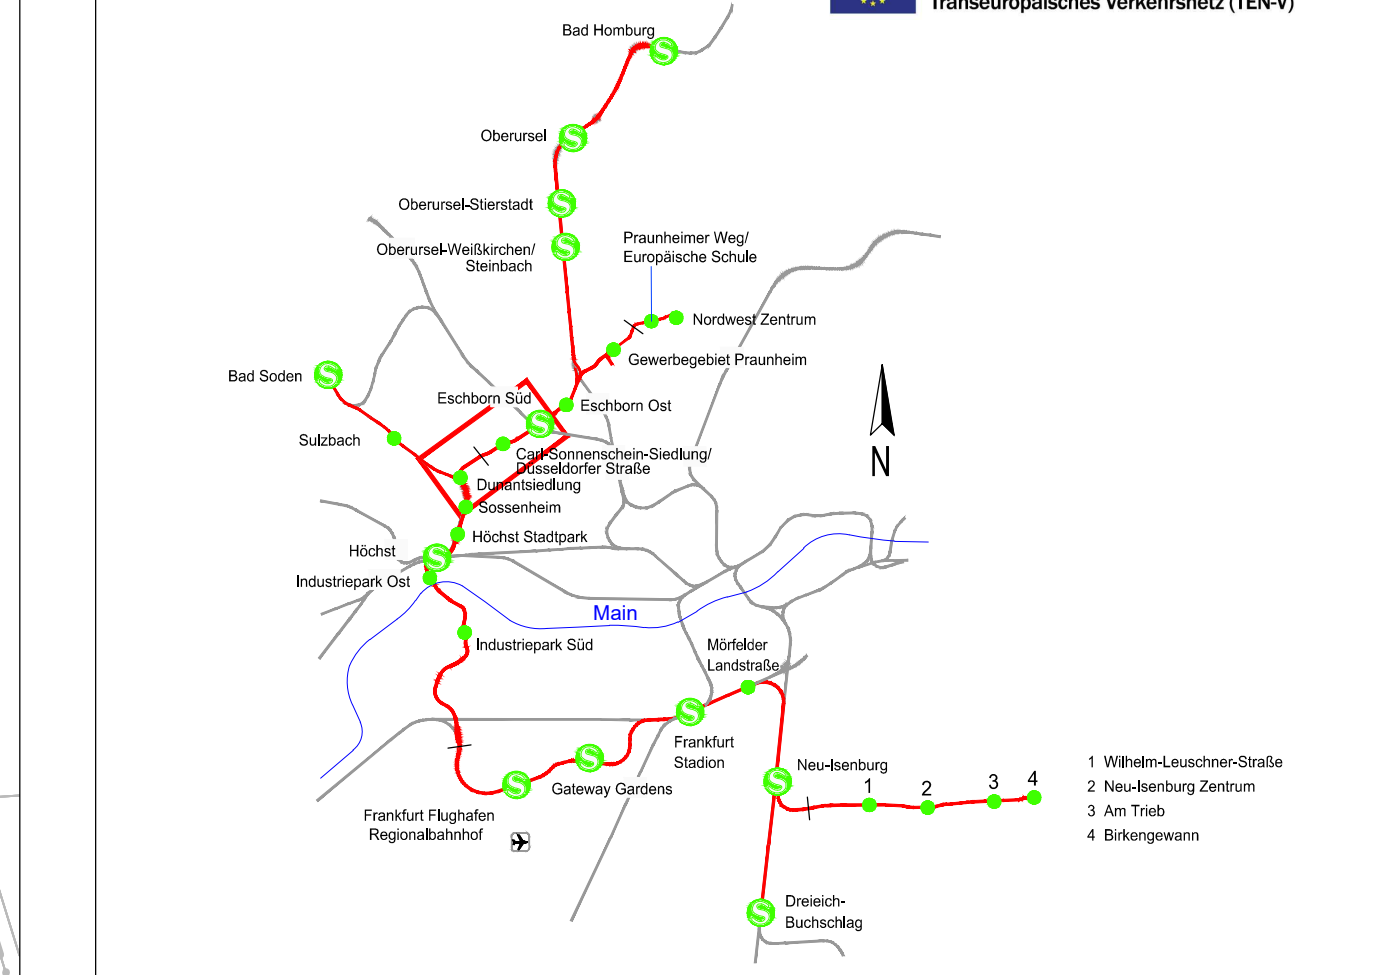 Transeuropäisches Verkehrsnetz (TEN-V)
Bad Homburg
Oberursel
Oberursel-Stierstadt
Oberursel-Weißkirchen/
Steinbach
Praunheimer Weg/
Europäische Schule
Nordwest Zentrum
Gewerbegebiet Praunheim
Bad Soden
Eschborn Süd
Eschborn Ost
Sulzbach
Carl-Sonnenschein-Siedlung/
Düsseldorfer Straße
Dunantsiedlung
Sossenheim
Höchst Stadtpark
Höchst
Industriepark Ost
Main
Industriepark Süd
Mörfelder
Landstraße
N
Frankfurt
Stadion
Neu-Isenburg
Gateway Gardens
Frankfurt Flughafen
Regionalbahnhof
1
2
3
4
1 Wilhelm-Leuschner-Straße
2 Neu-Isenburg Zentrum
3 Am Trieb
4 Birkengewann
Dreieich-
Buchschlag